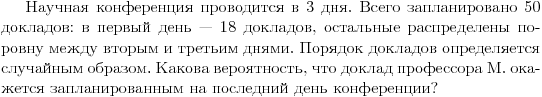 Научная конференция проводится в 3 дня. Всего запланировано 50
докладов: в первый день — 18 докладов, остальные распределены по-
ровну между вторым и третьим днями. Порядок докладов определяется
случайным образом. Какова вероятность, что доклад профессора М. ока-
жется запланированным на последний день конференции?